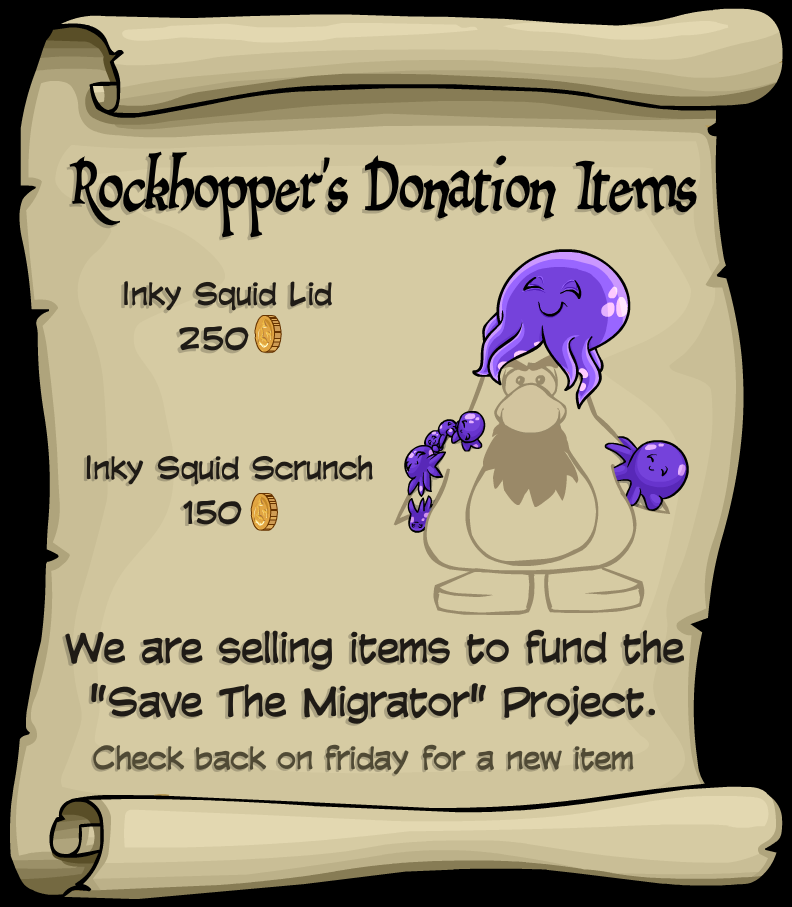 Rockhopper's Donation Items
Inky Squid Lid
250
Inky Squid Scrunch
150
We are selling items to fund the
"Save The Migrator" Project.
Check back on friday for a new item